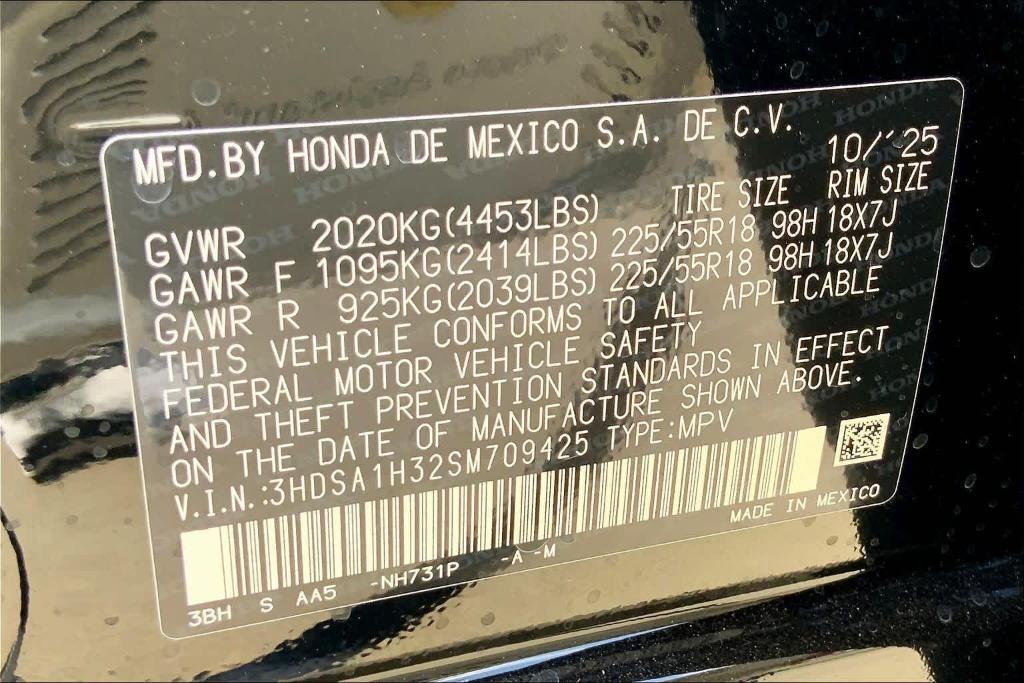 MFD.BY HONDA DE MEXICO S.A. DE C.V.
10/´25
TIRE SIZE RIM SIZE
GVWR 2020KG(4453LBS)
GAWR F 1095KG(2414LBS) 225/55R18 98H 18X7J
GAWR R 925KG(2039LBS) 225/55R18 98H 18X7J
THIS VEHICLE CONFORMS TO ALL APPLICABLE
FEDERAL MOTOR VEHICLE SAFETY
AND THEFT PREVENTION STANDARDS IN EFFECT
ON THE DATE OF MANUFACTURE SHOWN ABOVE.
V.I.N.:3HDSA1H32SM709425 TYPE:MPV
MADE IN MEXICO
3BH S AA5 -NH731P -A -M